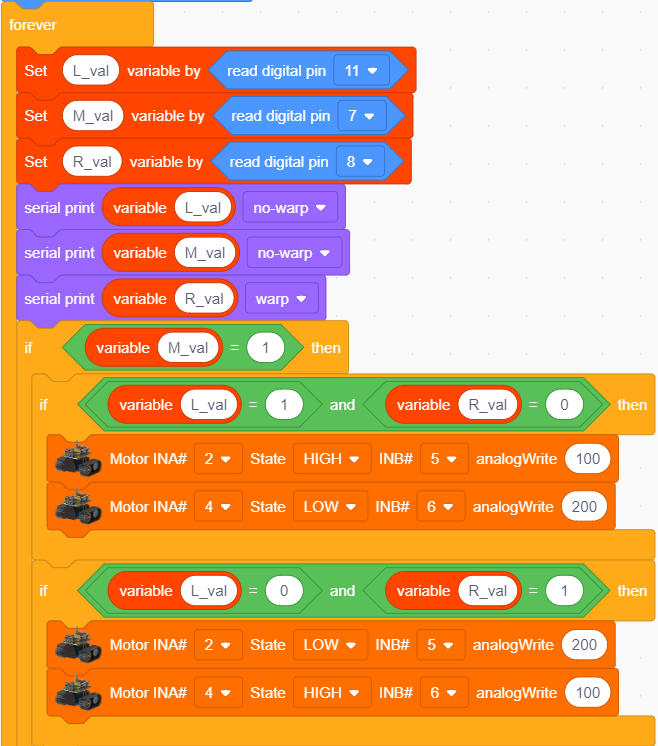 forever
Set L_val variable by read digital pin 11
Set M_val variable by read digital pin 7
Set R_val variable by read digital pin 8
serial print variable L_val no-warp
serial print variable M_val no-warp
serial print variable R_val warp
if variable M_val = 1 then
if variable L_val = 1 and variable R_val = 0 then
Motor INA# 2 State HIGH INB# 5 analogWrite 100
Motor INA# 4 State LOW INB# 6 analogWrite 200
if variable L_val = 0 and variable R_val = 1 then
Motor INA# 2 State LOW INB# 5 analogWrite 200
Motor INA# 4 State HIGH INB# 6 analogWrite 100